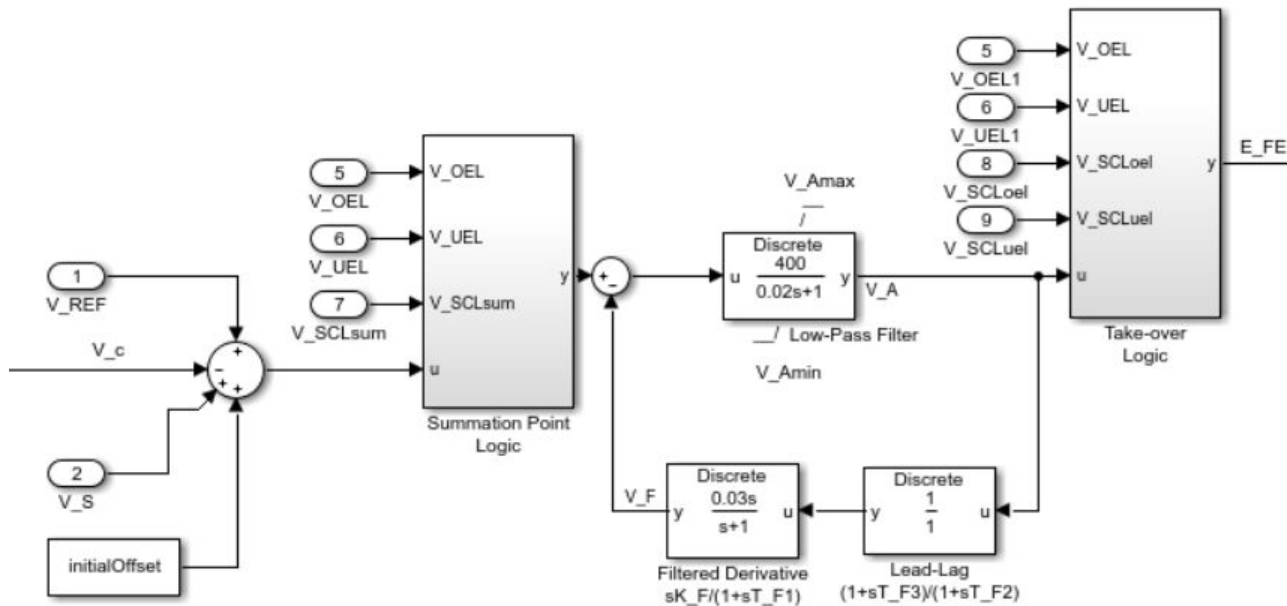 5
V_OEL1
6
V_UEL1
8
V_SCLoel
9
V_SCLuel
V_OEL
V_UEL
V_SCLoel
V_SCLuel
u
y
Take-over
Logic
E_FE
5
V_OEL
6
V_UEL
7
V_SCLsum
V_OEL
V_UEL
V_SCLsum
u
y
Summation Point
Logic
1
V_REF
V_c
2
V_S
initialOffset
+
−
+
+
+
−
V_Amax
Discrete
u 400 y
0.02s+1
V_A
Low-Pass Filter
V_Amin
V_F
Discrete
y 0.03s u
s+1
Filtered Derivative
sK_F/(1+sT_F1)
Discrete
y 1 u
1
Lead-Lag
(1+sT_F3)/(1+sT_F2)